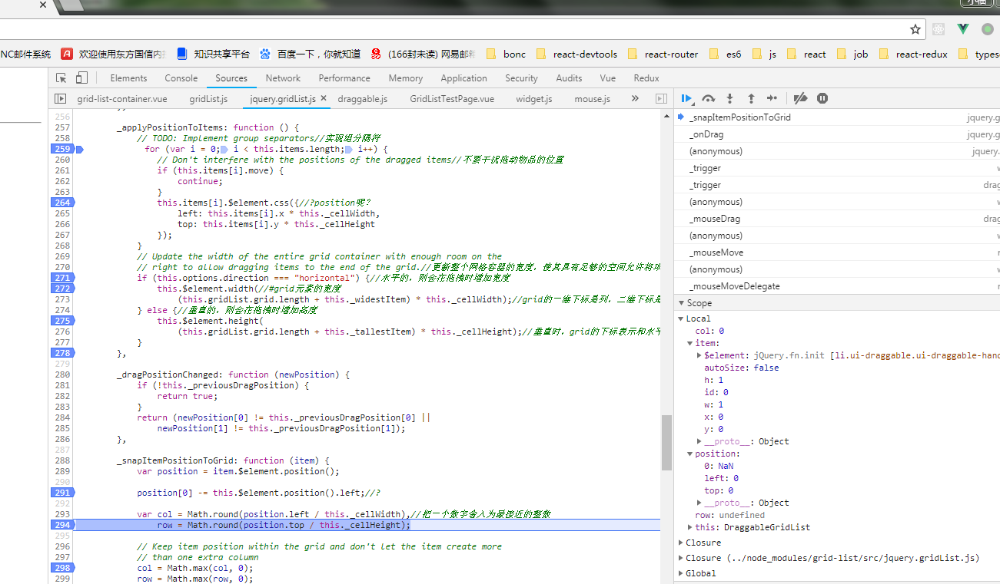 小猫
NC邮件系统 欢迎使用东方国信内 知识共享平台 百度一下，你就知道 (166封未读) 网易邮箱 bonc react-devtools react-router es6 js react job react-redux types
Elements Console Sources Network Performance Memory Application Security Audits Vue Redux
grid-list-container.vue gridList.js jquery.gridList.js × draggable.js GridListTestPage.vue widget.js mouse.js »
256 },
257 _applyPositionToItems: function () {
258 // TODO: Implement group separators//实现组分隔符
259 for (var i = 0; i < this.items.length; i++) {
260 // Don't interfere with the positions of the dragged items//不要干扰拖动物品的位置
261 if (this.items[i].move) {
262 continue;
263 }
264 this.items[i].$element.css({//?position呢?
265 left: this.items[i].x * this._cellWidth,
266 top: this.items[i].y * this._cellHeight
267 });
268 }
269 // Update the width of the entire grid container with enough room on the
270 // right to allow dragging items to the end of the grid.//更新整个网格容器的宽度，使其具有足够的空间允许将项
271 if (this.options.direction === "horizontal") {//水平的，则会在拖拽时增加宽度
272 this.$element.width(//#grid元素的宽度
273 (this.gridList.grid.length + this._widestItem) * this._cellWidth);//grid的一维下标是列，二维下标是
274 } else {//垂直的，则会在拖拽时增加高度
275 this.$element.height(
276 (this.gridList.grid.length + this._tallestItem) * this._cellHeight);//垂直时，grid的下标表示和水平
277 }
278 },
279
280 _dragPositionChanged: function (newPosition) {
281 if (!this._previousDragPosition) {
282 return true;
283 }
284 return (newPosition[0] != this._previousDragPosition[0] ||
285 newPosition[1] != this._previousDragPosition[1]);
286 },
287
288 _snapItemPositionToGrid: function (item) {
289 var position = item.$element.position();
290
291 position[0] -= this.$element.position().left;//?
292
293 var col = Math.round(position.left / this._cellWidth),//把一个数字舍入为最接近的整数
294 row = Math.round(position.top / this._cellHeight);
295
296 // Keep item position within the grid and don't let the item create more
297 // than one extra column
298 col = Math.max(col, 0);
299 row = Math.max(row, 0);
_snapItemPositionToGrid jquery.g
_onDrag jquery.g
(anonymous) jquery.
_trigger w
_trigger drag
(anonymous) w
_mouseDrag drag
(anonymous) w
_mouseMove
(anonymous) w
_mouseMoveDelegate
Scope
Local
col: 0
item:
$element: jQuery.fn.init [li.ui-draggable.ui-draggable-hand
autoSize: false
h: 1
id: 0
w: 1
x: 0
y: 0
__proto__: Object
position:
0: NaN
left: 0
top: 0
__proto__: Object
row: undefined
this: DraggableGridList
Closure
Closure (../node_modules/grid-list/src/jquery.gridList.js)
Global